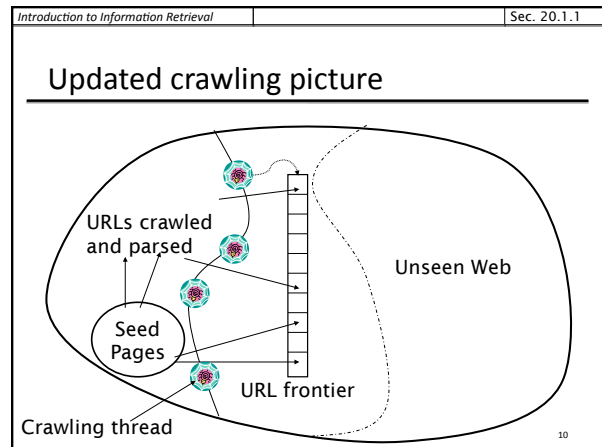 Introduction to Information Retrieval
Sec. 20.1.1
Updated crawling picture
URLs crawled
and parsed
Unseen Web
Seed
Pages
URL frontier
Crawling thread
10